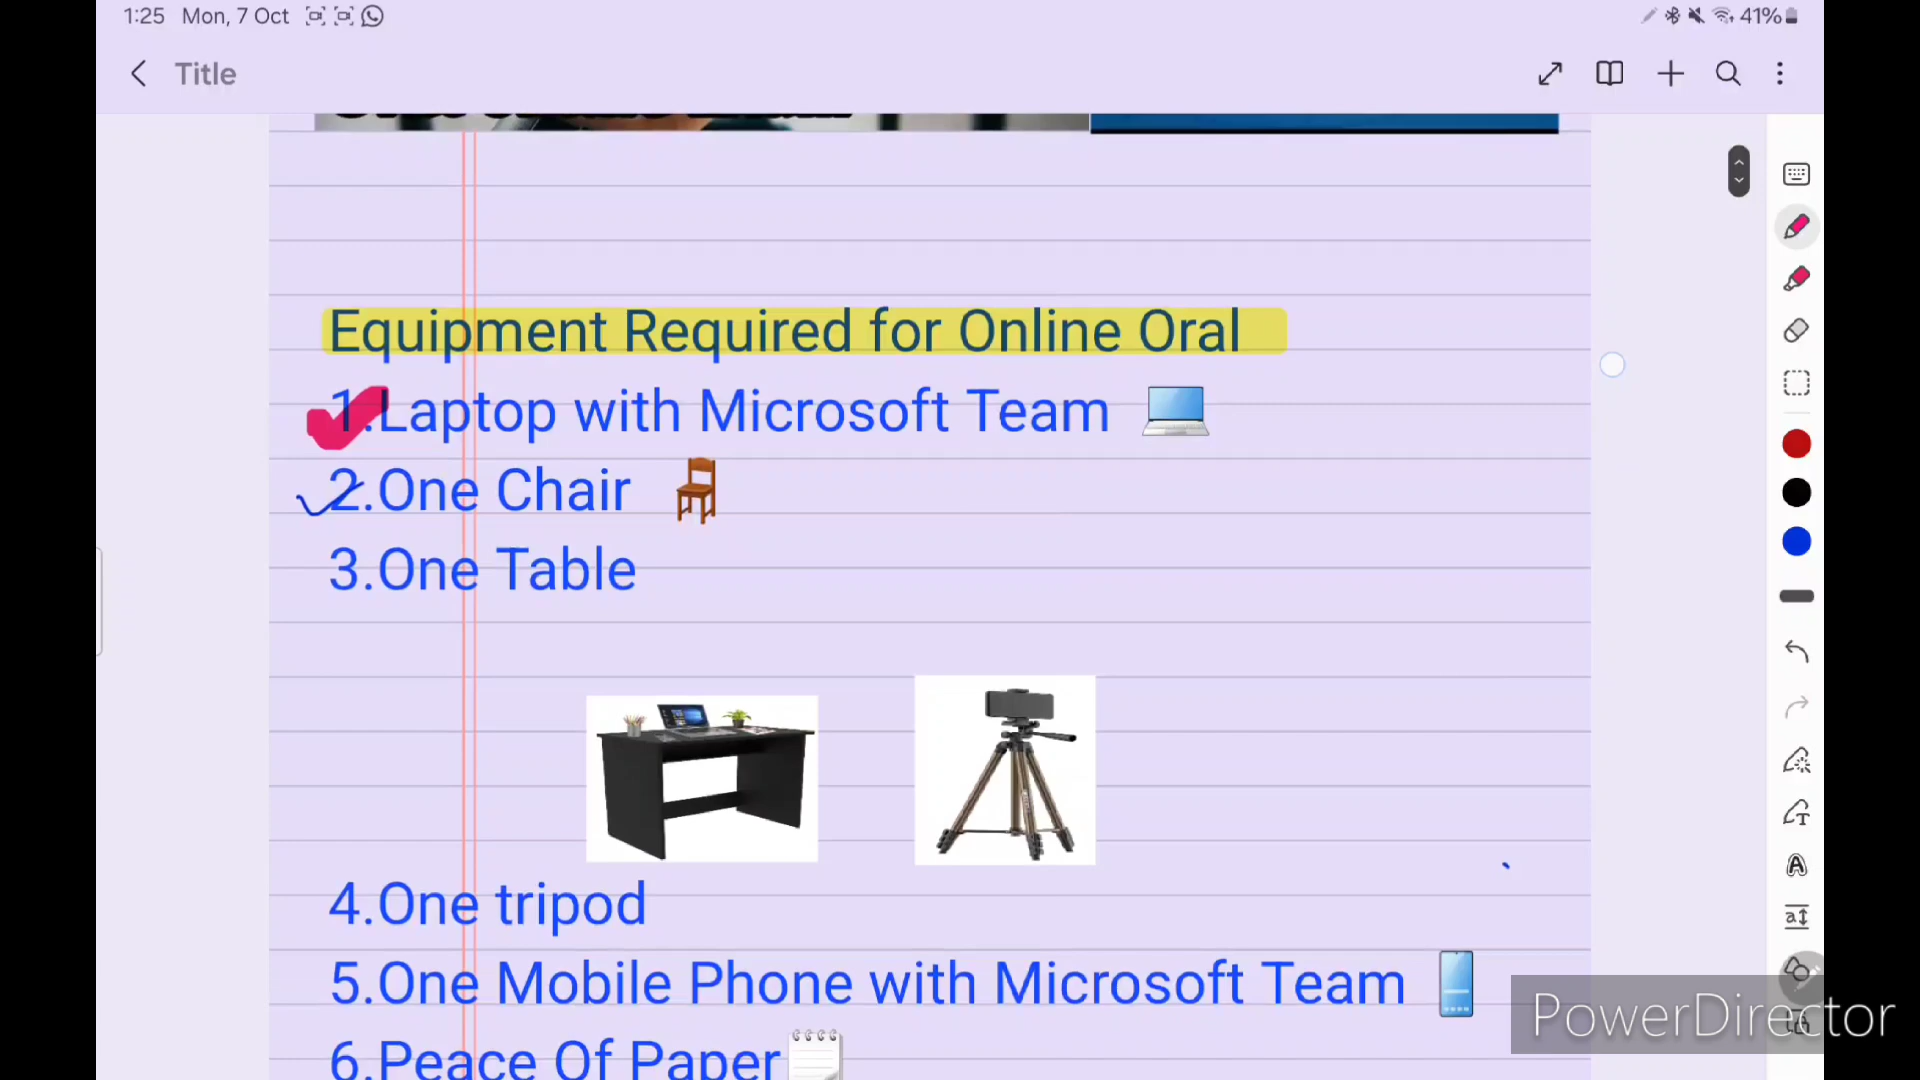 1:25 Mon, 7 Oct
41%
Title
Equipment Required for Online Oral
1.Laptop with Microsoft Team
2.One Chair
3.One Table
4.One tripod
5.One Mobile Phone with Microsoft Team
6.Peace Of Paper
PowerDirector